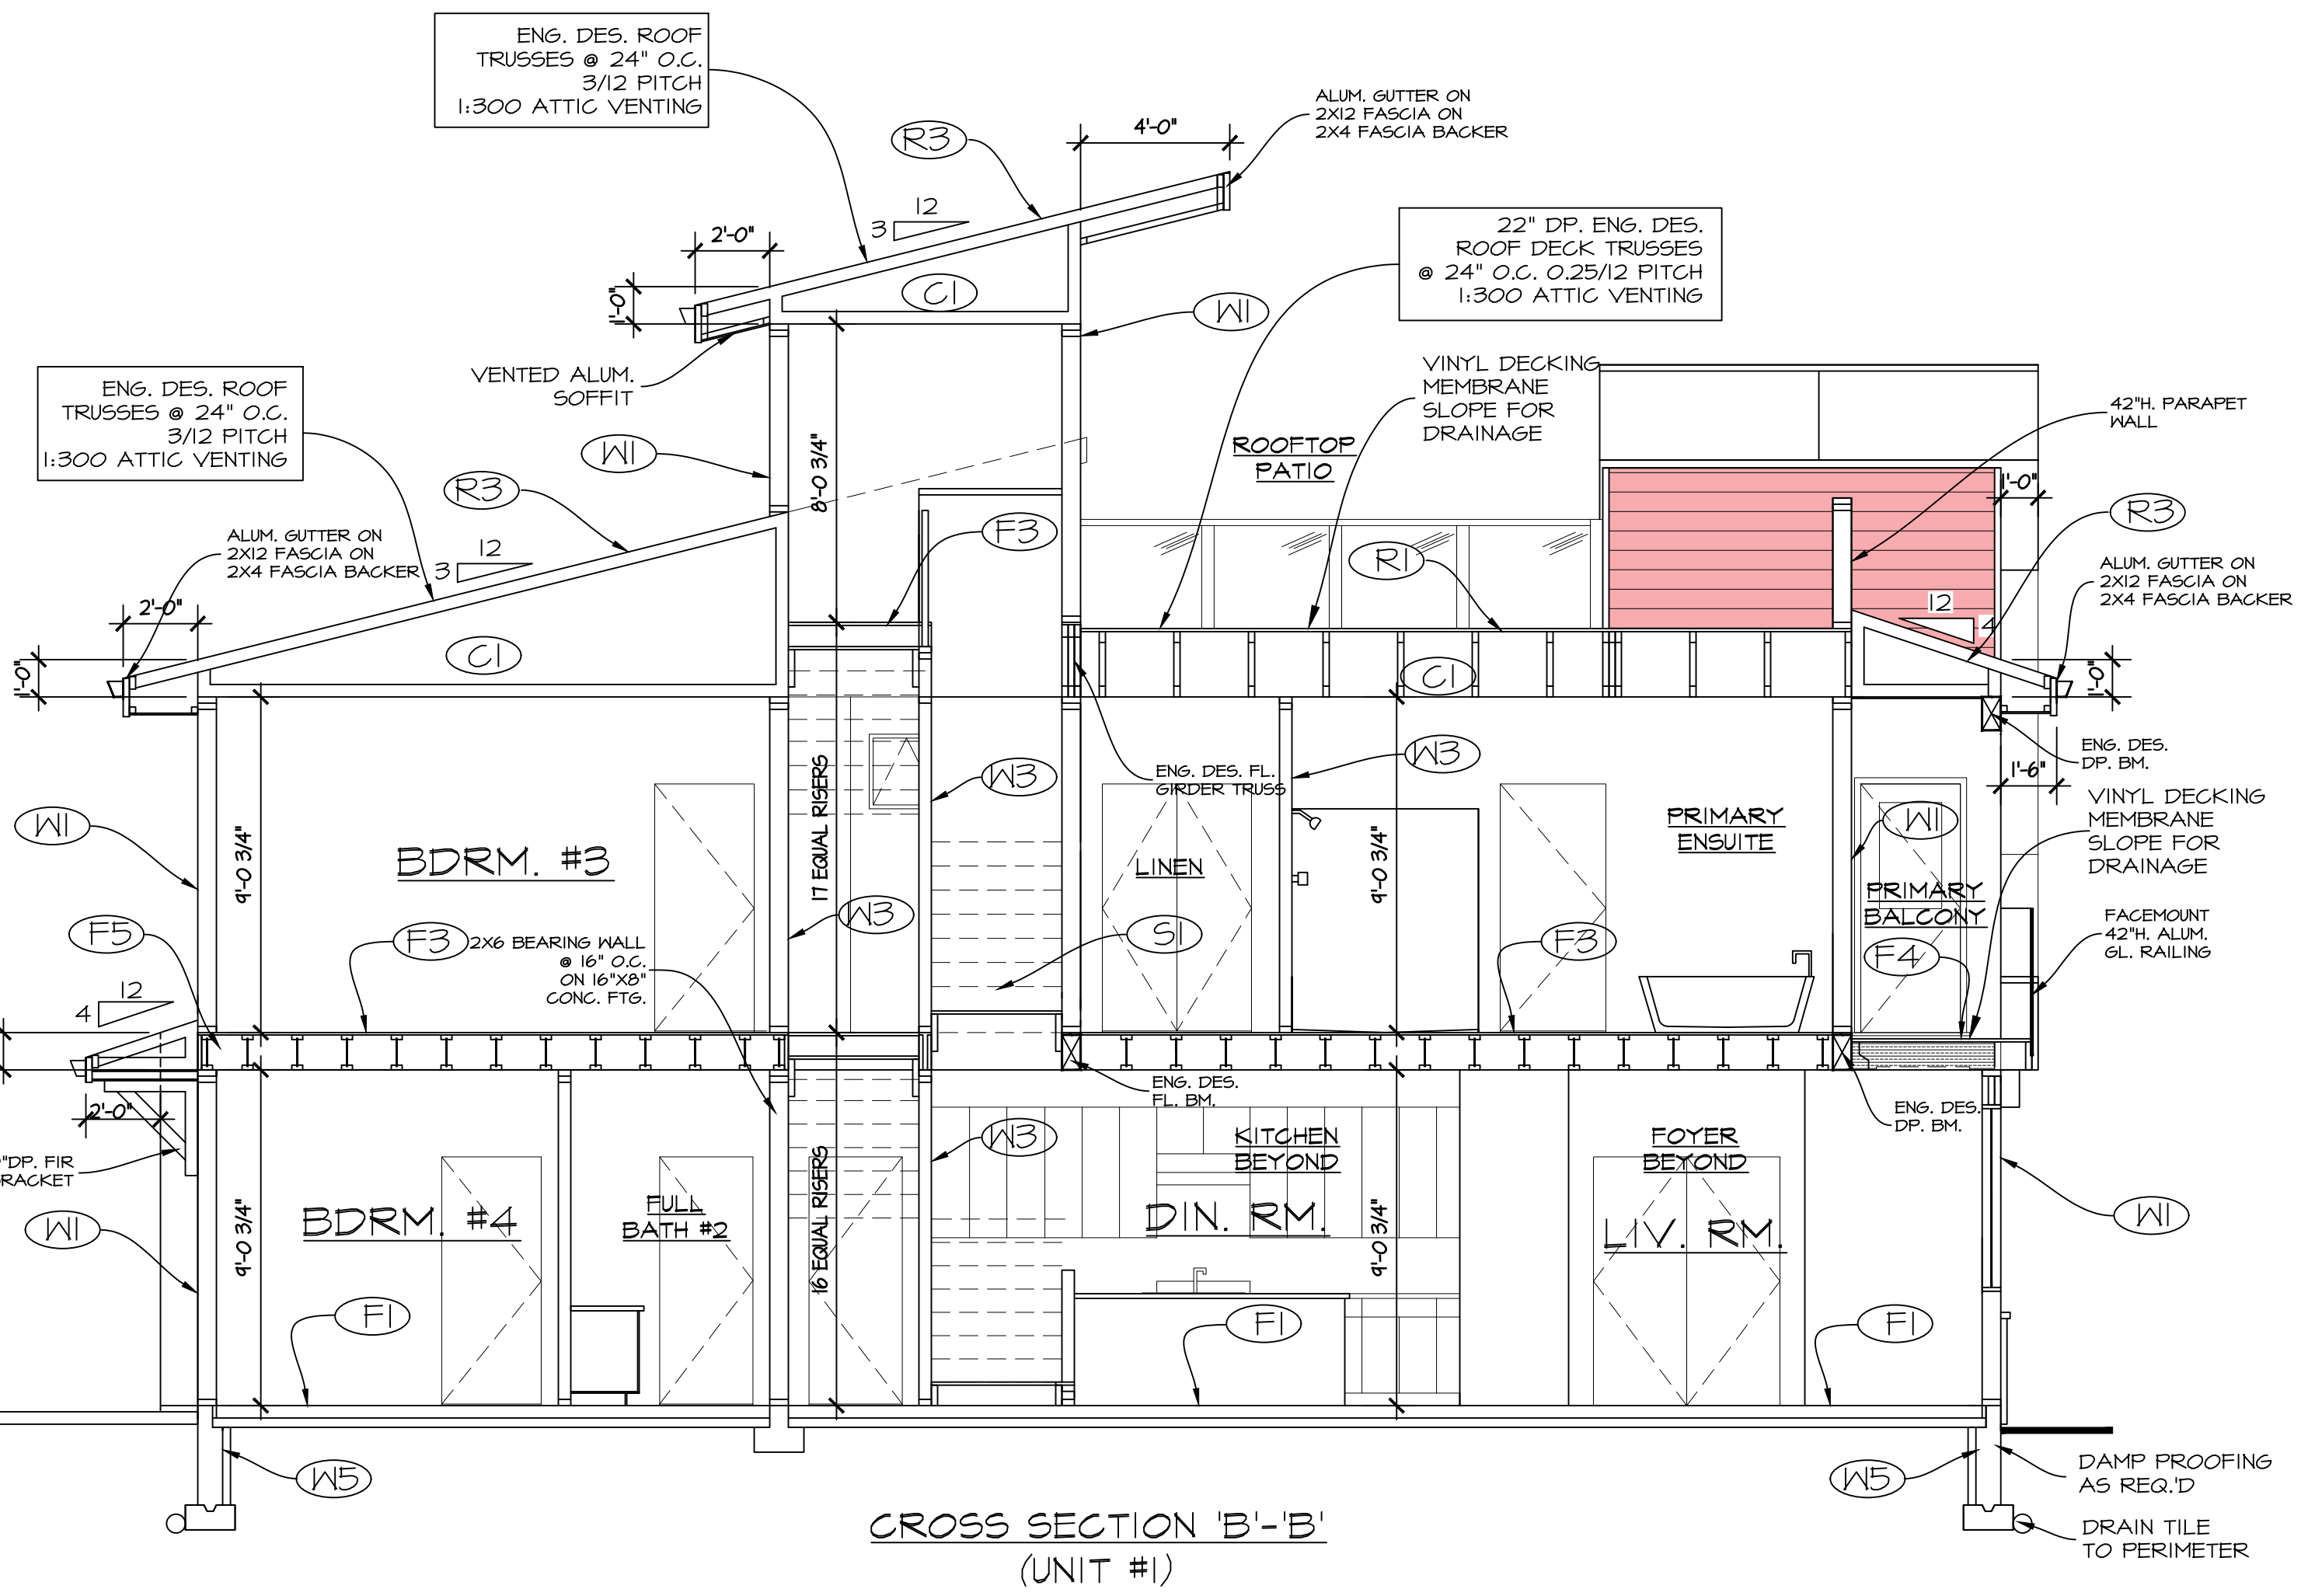 ENG. DES. ROOF
TRUSSES @ 24" O.C.
3/12 PITCH
1:300 ATTIC VENTING
R3
4'-0"
ALUM. GUTTER ON
2X12 FASCIA ON
2X4 FASCIA BACKER
12
3
2'-0"
1'-0"
C1
W1
22" DP. ENG. DES.
ROOF DECK TRUSSES
@ 24" O.C. 0.25/12 PITCH
1:300 ATTIC VENTING
VENTED ALUM.
SOFFIT
ENG. DES. ROOF
TRUSSES @ 24" O.C.
3/12 PITCH
1:300 ATTIC VENTING
W1
R3
8'-0 3/4"
VINYL DECKING
MEMBRANE
SLOPE FOR
DRAINAGE
ROOFTOP
PATIO
42"H. PARAPET
WALL
1'-0"
R3
F3
R1
ALUM. GUTTER ON
2X12 FASCIA ON
2X4 FASCIA BACKER
12
3
2'-0"
1'-0"
C1
C1
12
4
ALUM. GUTTER ON
2X12 FASCIA ON
2X4 FASCIA BACKER
1'-0"
ENG. DES.
DP. BM.
1'-6"
ENG. DES. FL.
GIRDER TRUSS
W3
W3
W1
9'-0 3/4"
BDRM. #3
17 EQUAL RISERS
LINEN
9'-0 3/4"
PRIMARY
ENSUITE
W1
PRIMARY
BALCONY
VINYL DECKING
MEMBRANE
SLOPE FOR
DRAINAGE
F5
F3
2X6 BEARING WALL
@ 16" O.C.
ON 16"X8"
CONC. FTG.
W3
S1
F3
F4
FACEMOUNT
42"H. ALUM.
GL. RAILING
12
4
2'-0"
"DP. FIR
RACKET
ENG. DES.
FL. BM.
ENG. DES.
DP. BM.
W1
9'-0 3/4"
BDRM. #4
FULL
BATH #2
16 EQUAL RISERS
W3
KITCHEN
BEYOND
DIN. RM.
9'-0 3/4"
FOYER
BEYOND
LIV. RM.
W1
F1
F1
F1
W5
W5
DAMP PROOFING
AS REQ.'D
DRAIN TILE
TO PERIMETER
CROSS SECTION 'B'-'B'
(UNIT #1)